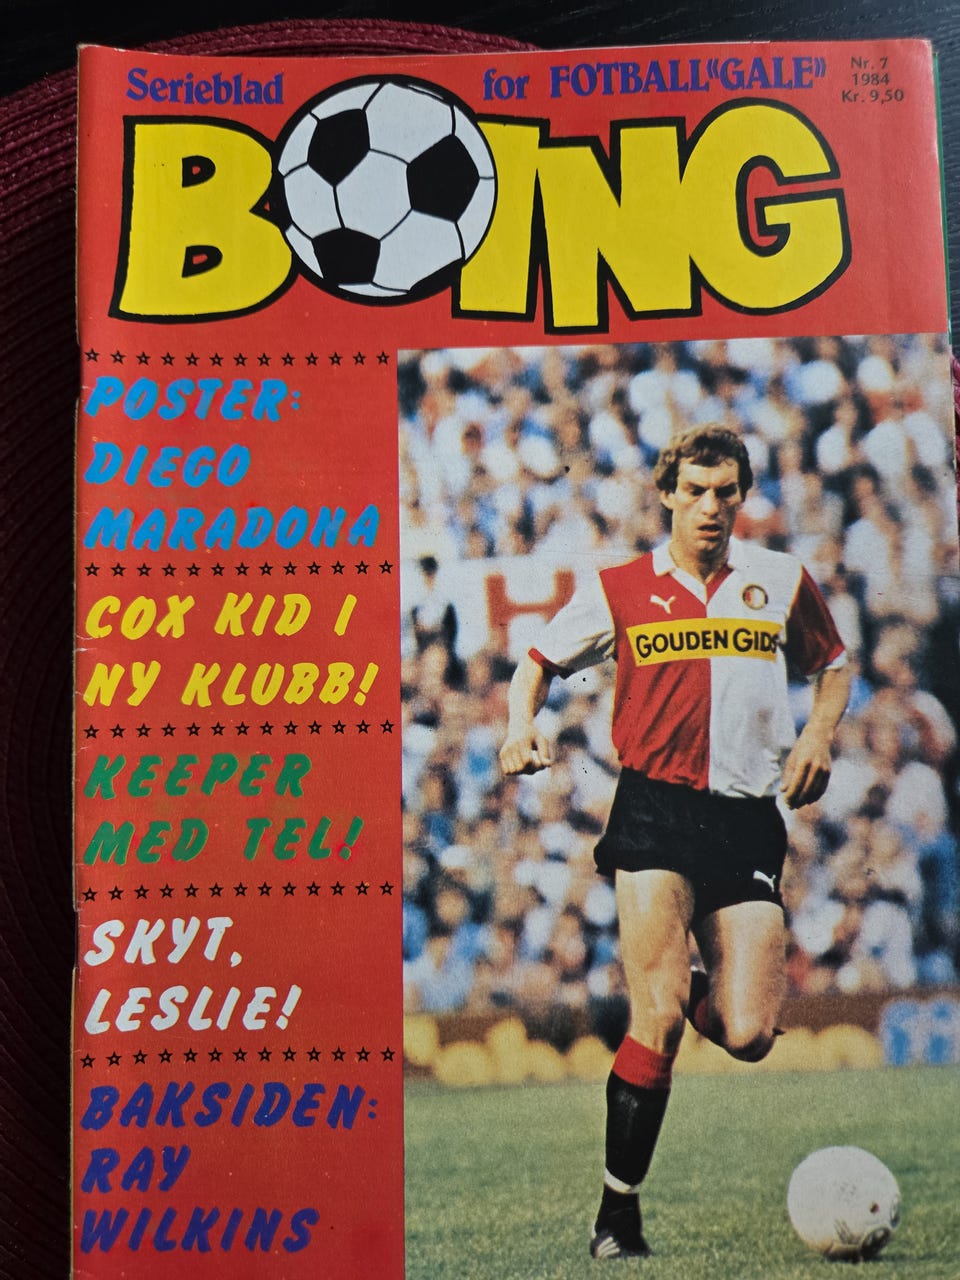 Serieblad for FOTBALL"GALE"
Nr. 7
1984
Kr. 9,50
BOING
POSTER:
DIEGO
MARADONA
COX KID I
NY KLUBB!
KEEPER
MED TEL!
SKYT,
LESLIE!
BAKSIDEN:
RAY
WILKINS
H
GOUDEN GIDS